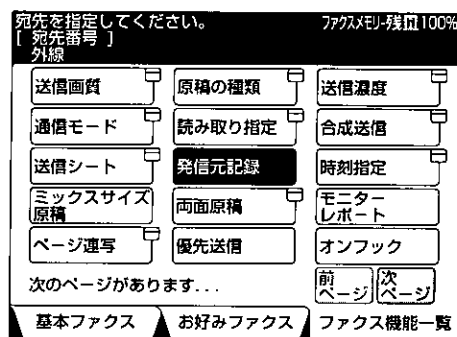 宛先を指定してください。 ファクスメモリー残量100%
[ 宛先番号 ]
外線
送信画質 原稿の種類 送信濃度
通信モード 読み取り指定 合成送信
送信シート 発信元記録 時刻指定
ミックスサイズ
原稿
両面原稿
モニター
レポート
ページ連写 優先送信 オンフック
次のページがあります...
前
ページ
次
ページ
基本ファクス お好みファクス ファクス機能一覧